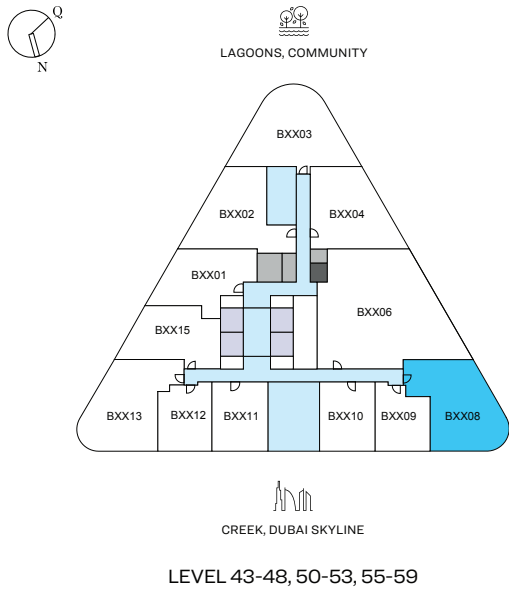 Q
N
LAGOONS, COMMUNITY
BXX03
BXX02
BXX04
BXX01
BXX06
BXX15
BXX13
BXX12
BXX11
BXX10
BXX09
BXX08
CREEK, DUBAI SKYLINE
LEVEL 43-48, 50-53, 55-59